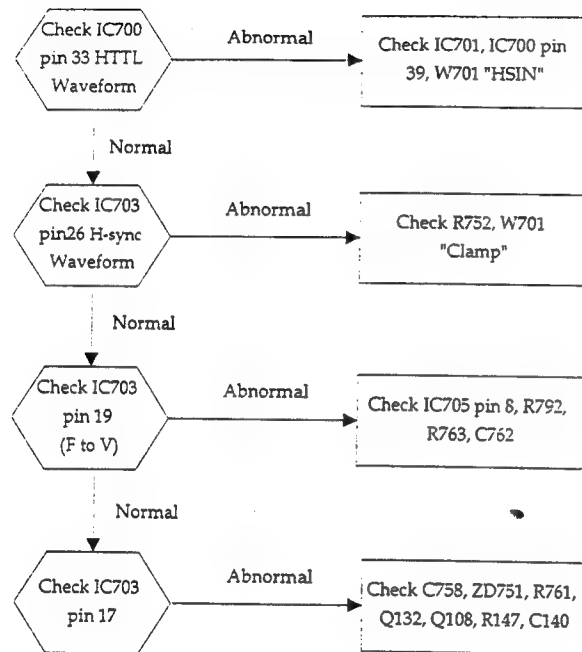 Check IC700
pin 33 HTTL
Waveform
Abnormal
Check IC701, IC700 pin
39, W701 "HSIN"
Normal
Check IC703
pin26 H-sync
Waveform
Abnormal
Check R752, W701
"Clamp"
Normal
Check IC703
pin 19
(F to V)
Abnormal
Check IC705 pin 8, R792,
R763, C762
Normal
Check IC703
pin 17
Abnormal
Check C758, ZD751, R761,
Q132, Q108, R147, C140